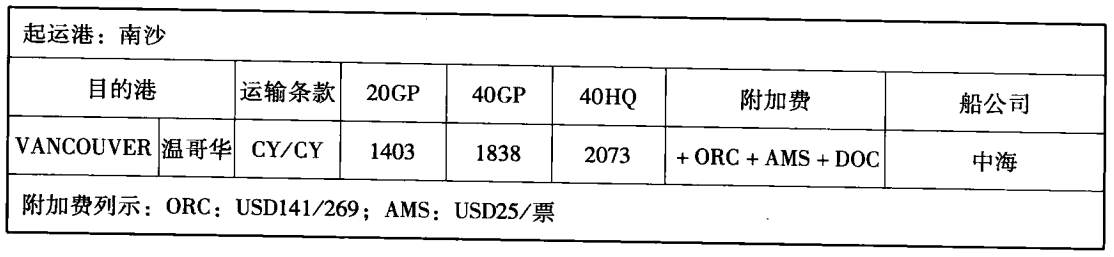 起运港：南沙
目的港 运输条款 20GP 40GP 40HQ 附加费 船公司
VANCOUVER 温哥华 CY/CY 1403 1838 2073 + ORC + AMS + DOC 中海
附加费列示：ORC：USD141/269；AMS：USD25/票